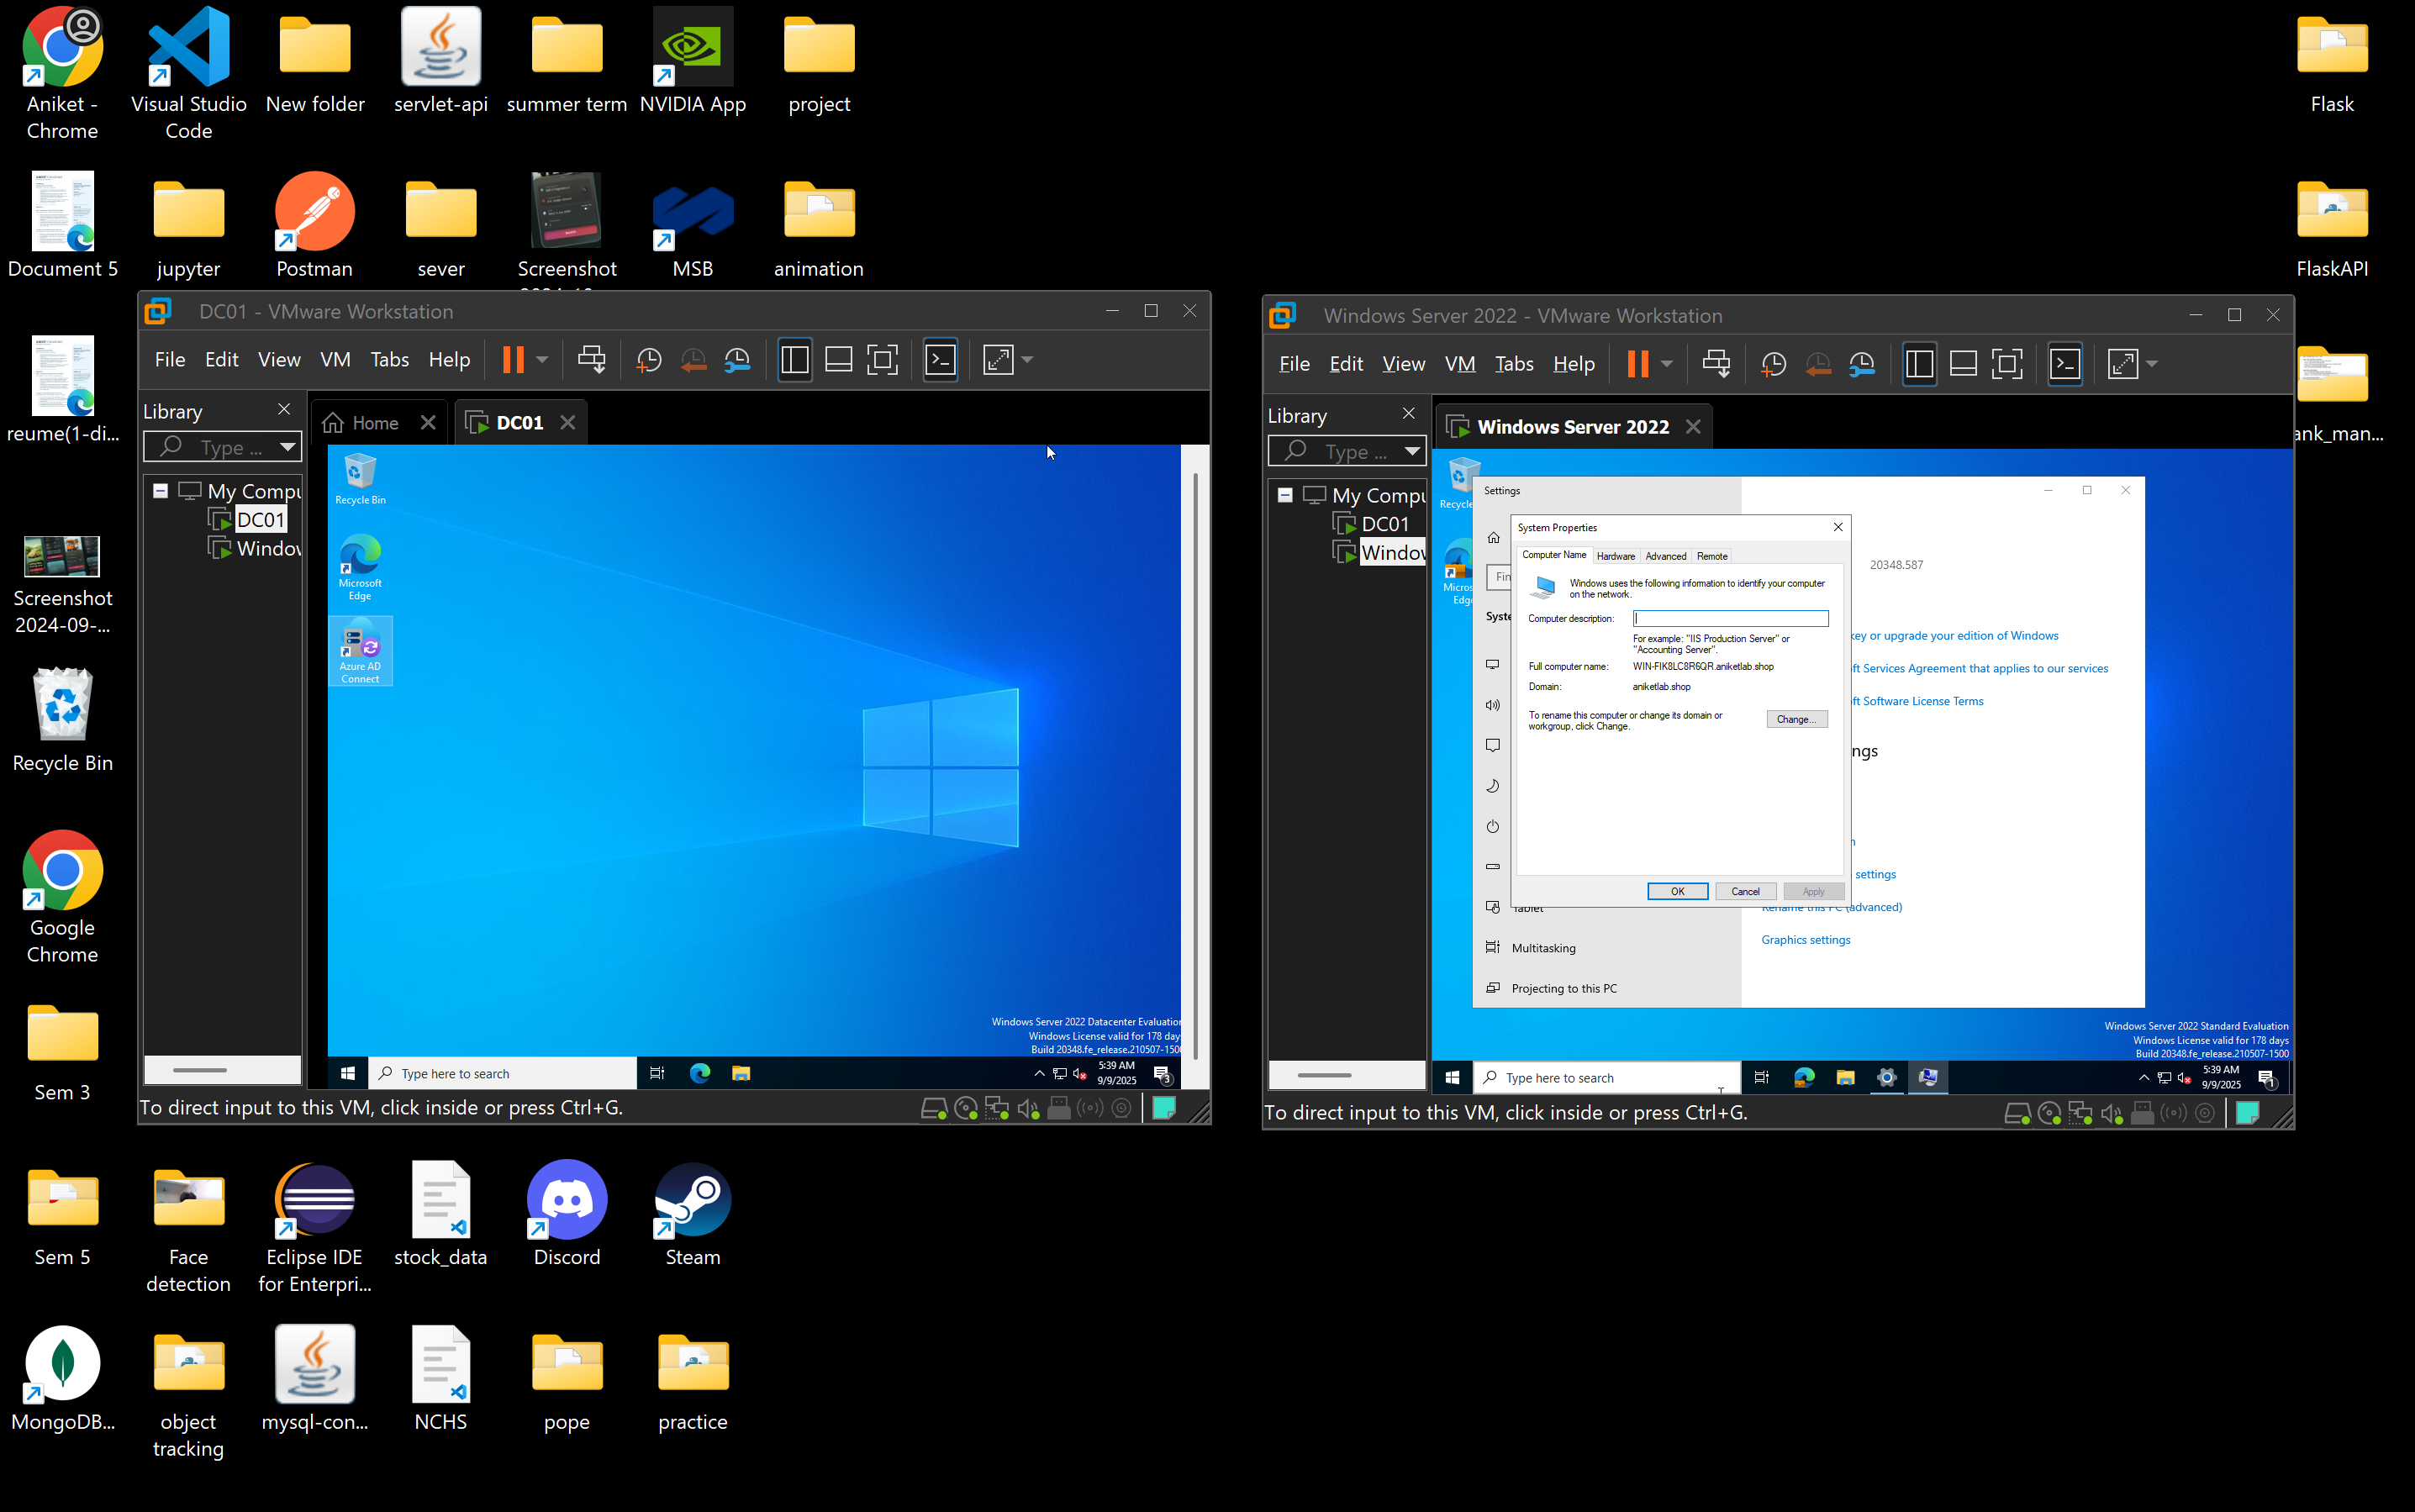 Aniket -
Chrome
Visual Studio
Code
New folder
servlet-api
summer term
NVIDIA App
project
Flask
Document 5
jupyter
Postman
sever
Screenshot
MSB
animation
FlaskAPI
reume(1-di...
ank_man...
Screenshot
2024-09-...
Recycle Bin
Google
Chrome
Sem 3
DC01 - VMware Workstation
File Edit View VM Tabs Help
Library
Type ...
Home
DC01
My Compu
DC01
Window
Recycle Bin
Microsoft
Edge
Azure AD
Connect
Windows Server 2022 Datacenter Evaluation
Windows License valid for 178 days
Build 20348.fe_release.210507-1500
Type here to search
5:39 AM
9/9/2025
3
To direct input to this VM, click inside or press Ctrl+G.
Windows Server 2022 - VMware Workstation
File Edit View VM Tabs Help
Library
Type ...
Windows Server 2022
My Compu
DC01
Window
Recycle
Micros
Edg
Settings
Fin
Syste
20348.587
key or upgrade your edition of Windows
ft Services Agreement that applies to our services
ft Software License Terms
ngs
settings
Rename this PC (advanced)
Graphics settings
Tablet
Multitasking
Projecting to this PC
System Properties
Computer Name Hardware Advanced Remote
Windows uses the following information to identify your computer
on the network.
Computer description:
For example: "IIS Production Server" or
"Accounting Server".
Full computer name: WIN-FIK8LC8R6QR.aniketlab.shop
Domain: aniketlab.shop
To rename this computer or change its domain or
workgroup, click Change.
Change...
OK Cancel Apply
Windows Server 2022 Standard Evaluation
Windows License valid for 178 days
Build 20348.fe_release.210507-1500
Type here to search
5:39 AM
9/9/2025
1
To direct input to this VM, click inside or press Ctrl+G.
Sem 5
Face
detection
Eclipse IDE
for Enterpri...
stock_data
Discord
Steam
MongoDB...
object
tracking
mysql-con...
NCHS
pope
practice